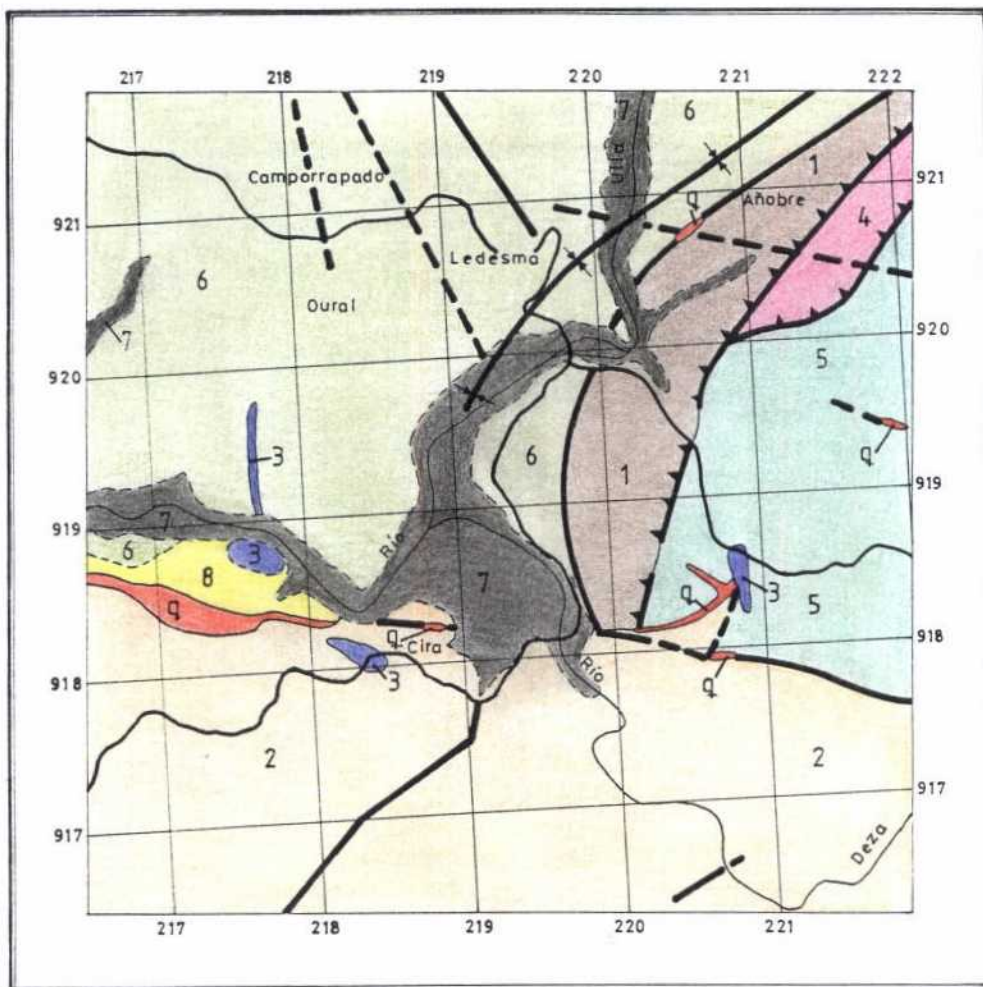 217 218 219 220 221 222
7 6
Ulla
1
Camporrapado
q Añobre 921
4
921
Ledesma
6
Oural
7
920
5
920
q
3 6 1
919
919
7 Río 3
6 8 7 q 3 5
q
q 918
Cira
Río q
918 3
2 2
917
917
Deza
217 218 219 220 221